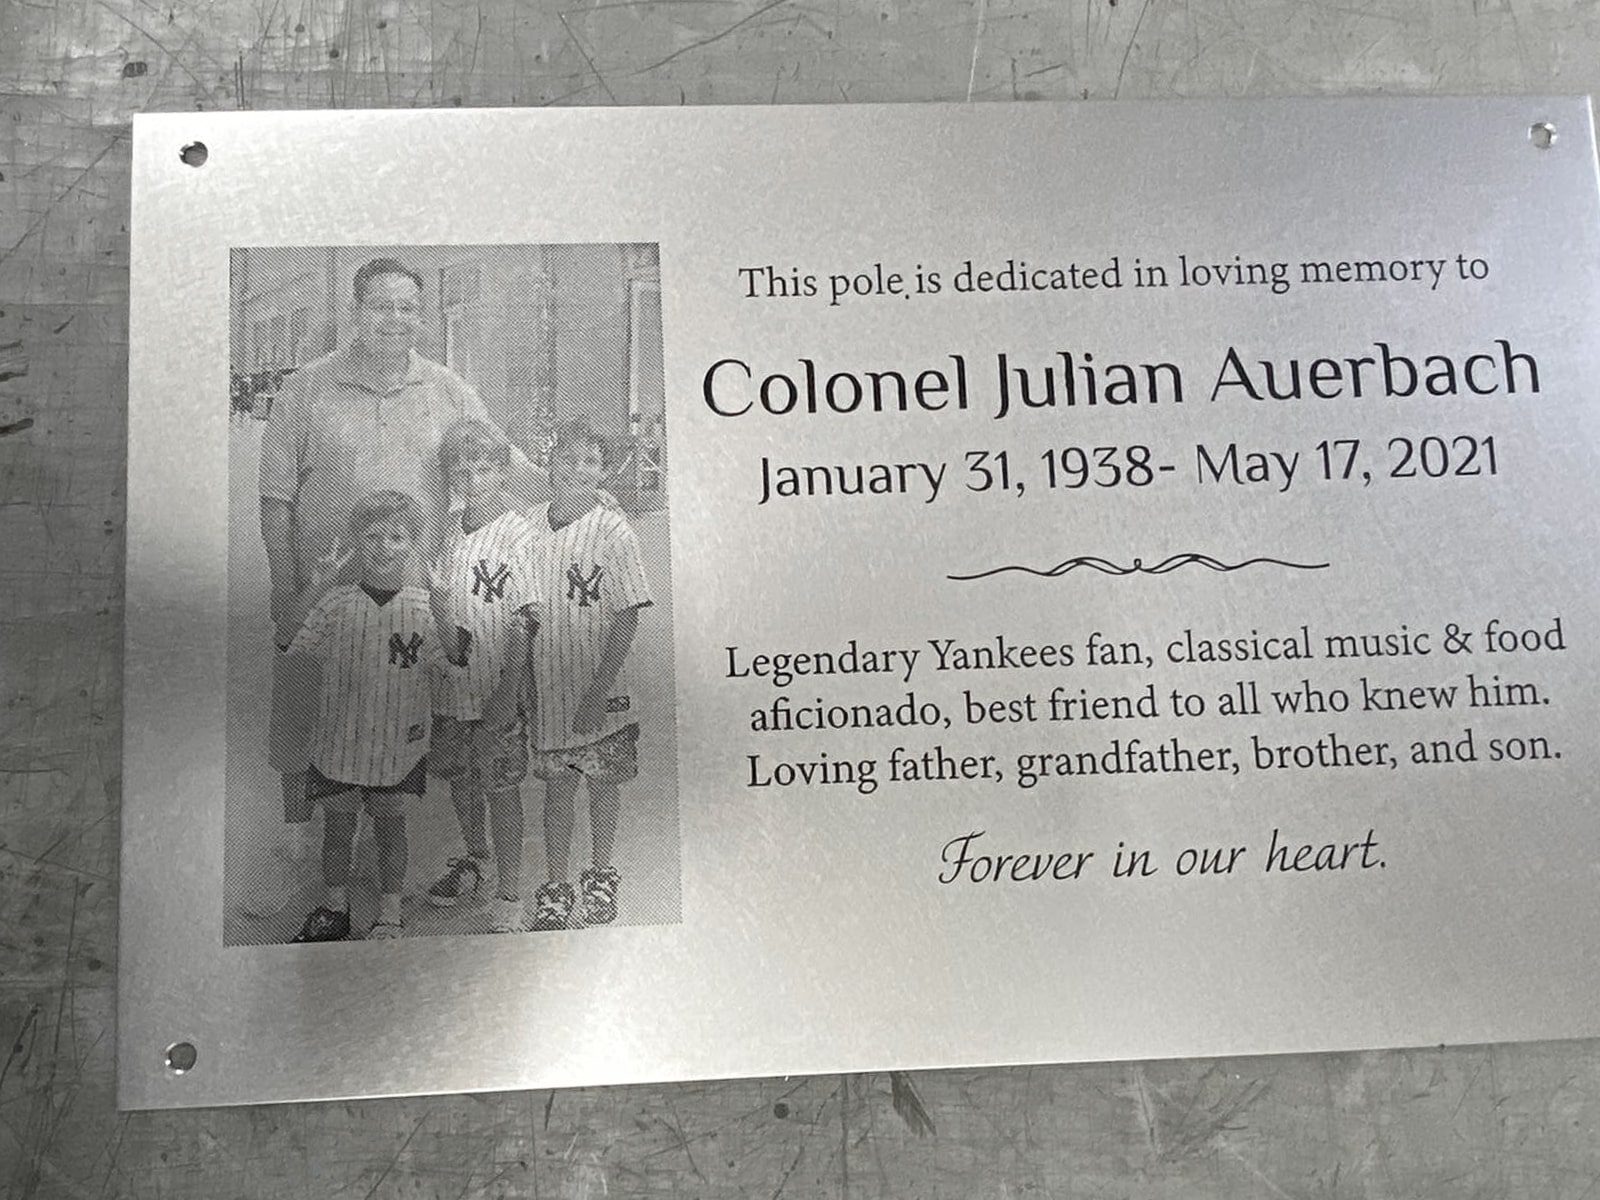 This pole is dedicated in loving memory to
Colonel Julian Auerbach
January 31, 1938- May 17, 2021
Legendary Yankees fan, classical music & food
aficionado, best friend to all who knew him.
Loving father, grandfather, brother, and son.
Forever in our heart.
NY
NY
NY